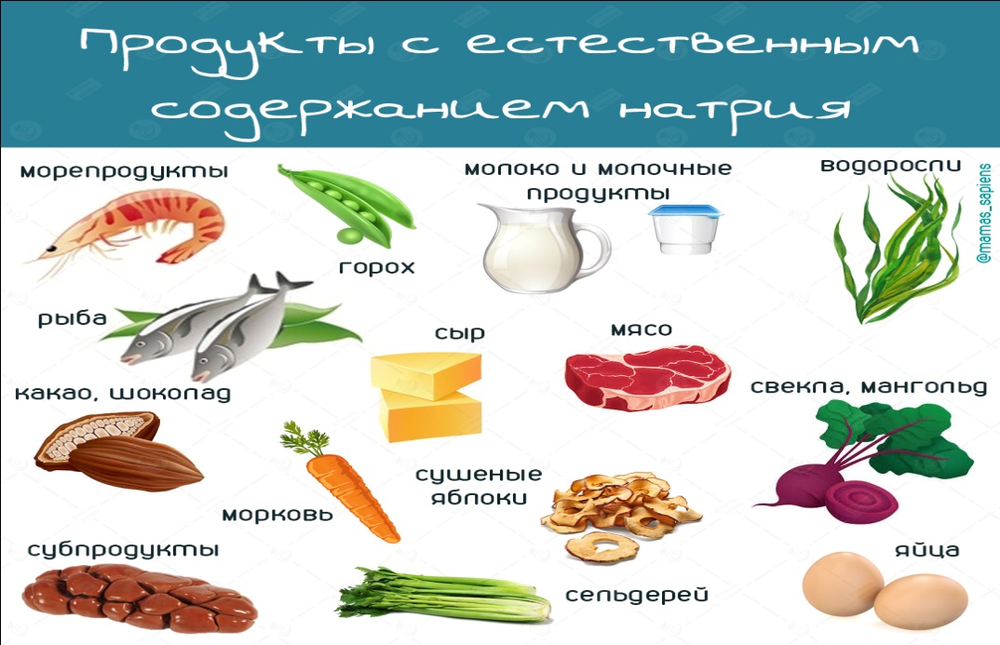 Продукты с естественным
содержанием натрия
морепродукты
горох
молоко и молочные
продукты
водоросли
@mamas_sapiens
рыба
сыр
мясо
какао, шоколад
свекла, мангольд
морковь
сушеные
яблоки
субпродукты
сельдерей
яйца